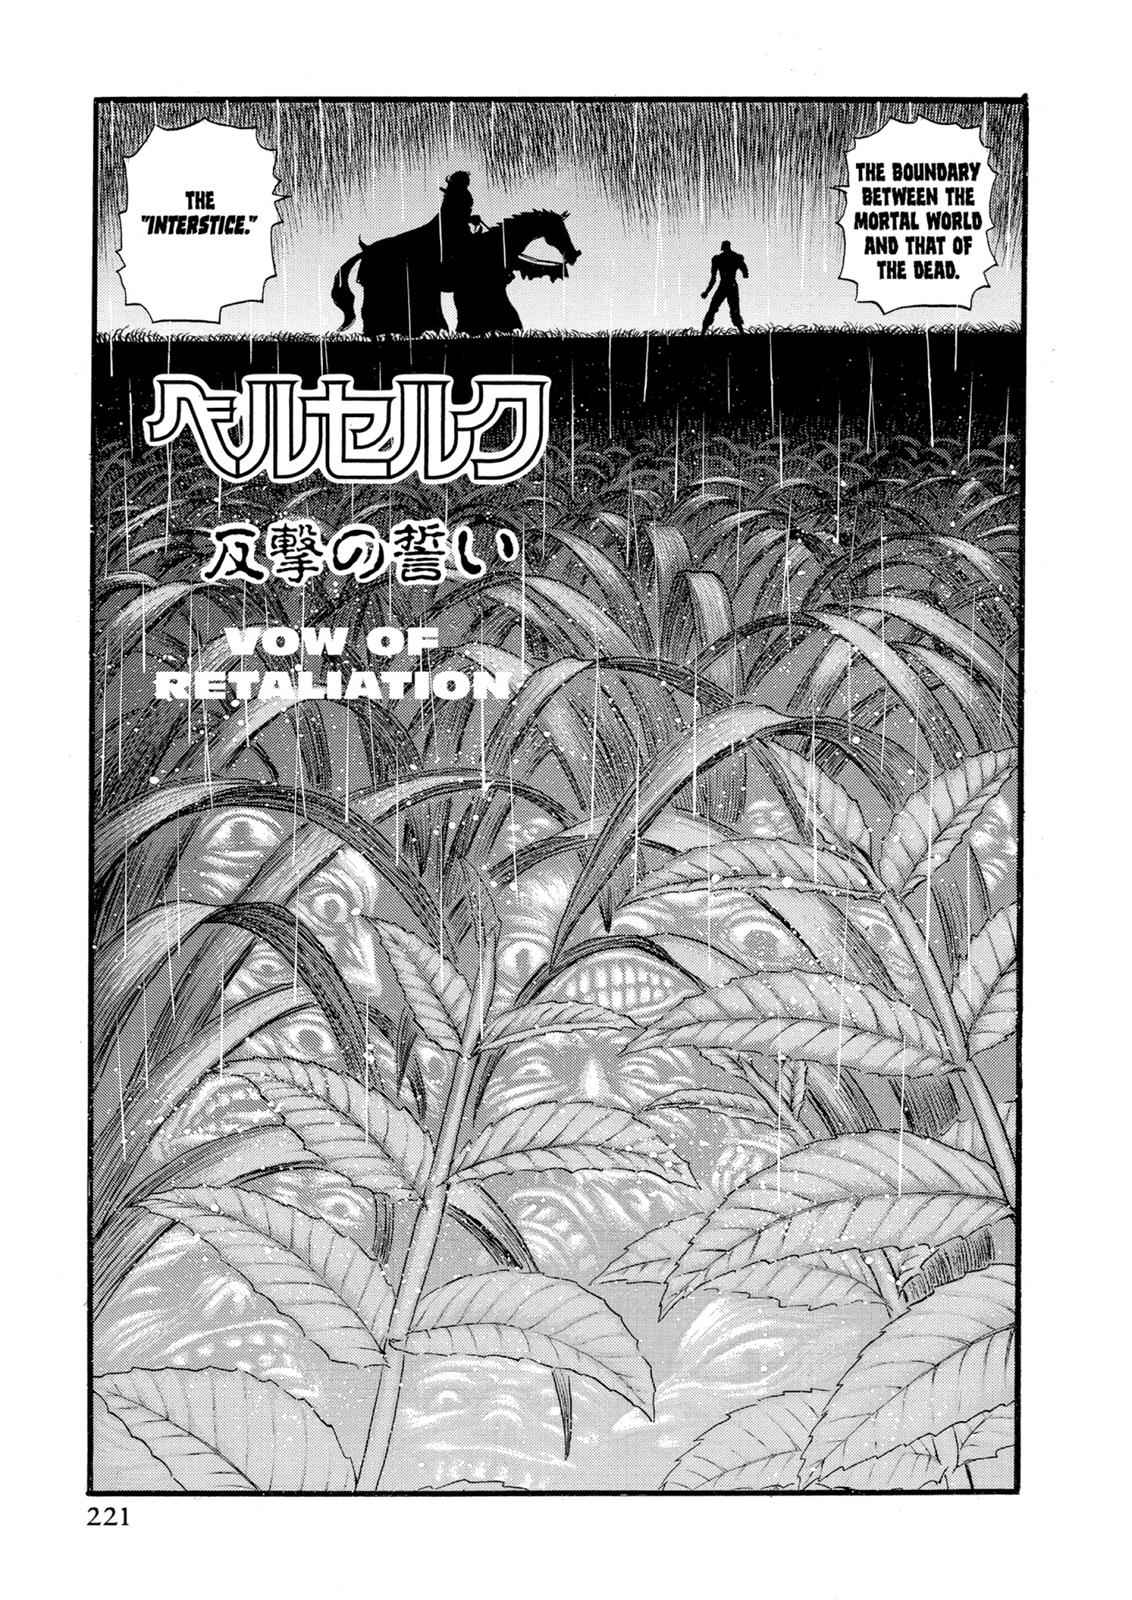 THE BOUNDARY
BETWEEN THE
MORTAL WORLD
AND THAT OF
THE DEAD.
THE
"INTERSTICE."
ベルセルク
反撃の誓い
VOW OF
RETALIATION
221